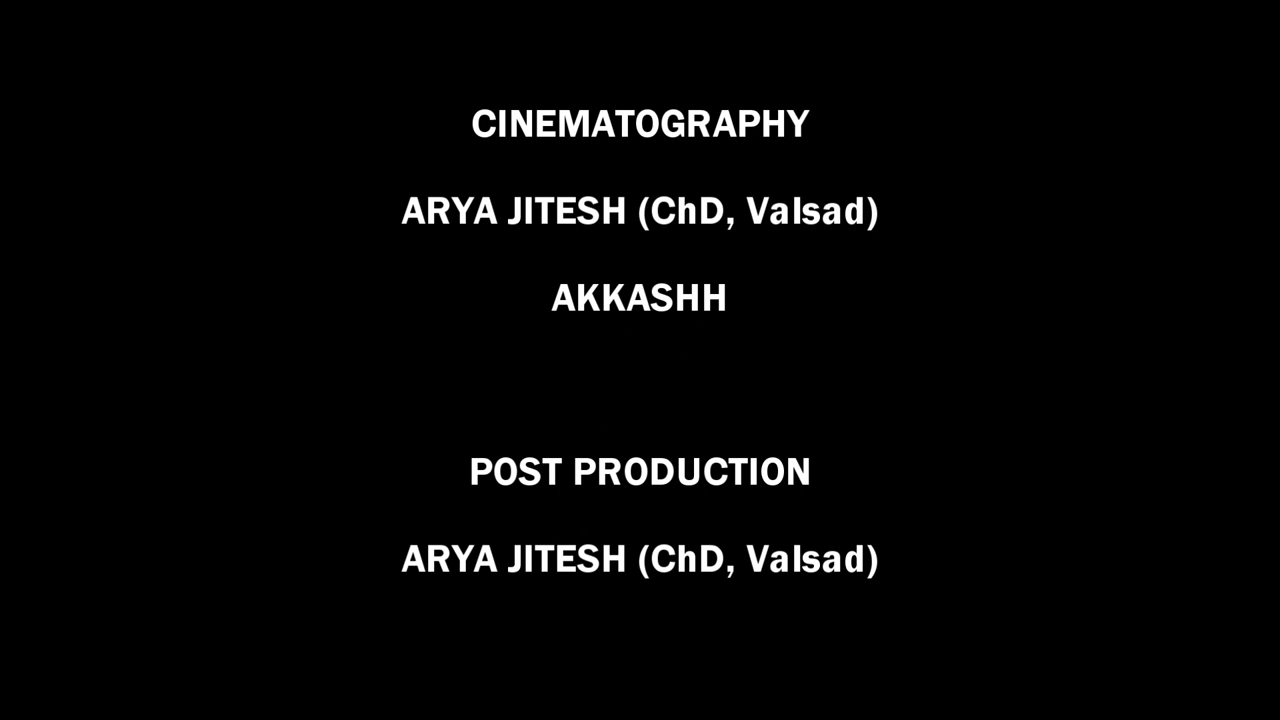 CINEMATOGRAPHY
ARYA JITESH (ChD, Valsad)
AKKASHH
POST PRODUCTION
ARYA JITESH (ChD, Valsad)